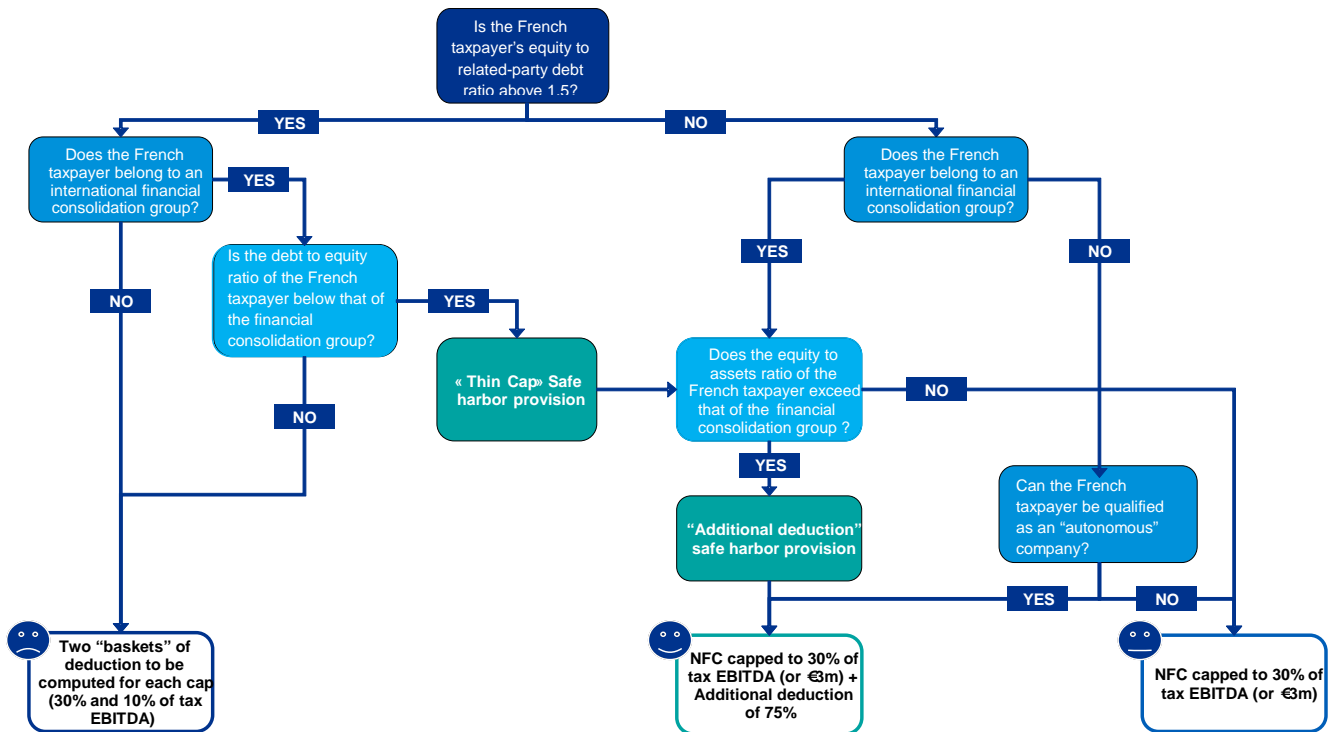 Is the French
taxpayer's equity to
related-party debt
ratio above 1.5?
YES
NO
Does the French
taxpayer belong to an
international financial
consolidation group?
YES
Does the French
taxpayer belong to an
international financial
consolidation group?
YES
NO
Is the debt to equity
ratio of the French
taxpayer below that of
the financial
consolidation group?
NO
YES
« Thin Cap» Safe
harbor provision
Does the equity to
assets ratio of the
French taxpayer exceed
that of the financial
consolidation group ?
NO
NO
YES
Can the French
taxpayer be qualified
as an “autonomous”
company?
“Additional deduction”
safe harbor provision
YES
NO
Two “baskets” of
deduction to be
computed for each cap
(30% and 10% of tax
EBITDA)
NFC capped to 30% of
tax EBITDA (or €3m) +
Additional deduction
of 75%
NFC capped to 30% of
tax EBITDA (or €3m)